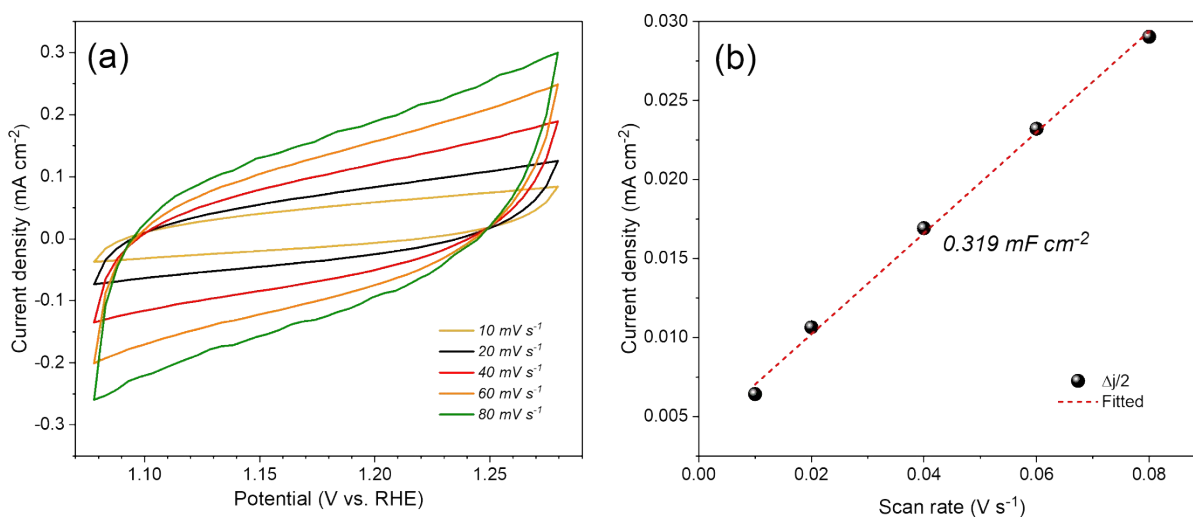 (a)
Current density (mA cm⁻²)
0.3
0.2
0.1
0.0
-0.1
-0.2
-0.3
1.10
1.15
1.20
1.25
Potential (V vs. RHE)
10 mV s⁻¹
20 mV s⁻¹
40 mV s⁻¹
60 mV s⁻¹
80 mV s⁻¹
(b)
Current density (mA cm⁻²)
0.030
0.025
0.020
0.015
0.010
0.005
0.00
0.02
0.04
0.06
0.08
Scan rate (V s⁻¹)
0.319 mF cm⁻²
Δj/2
Fitted